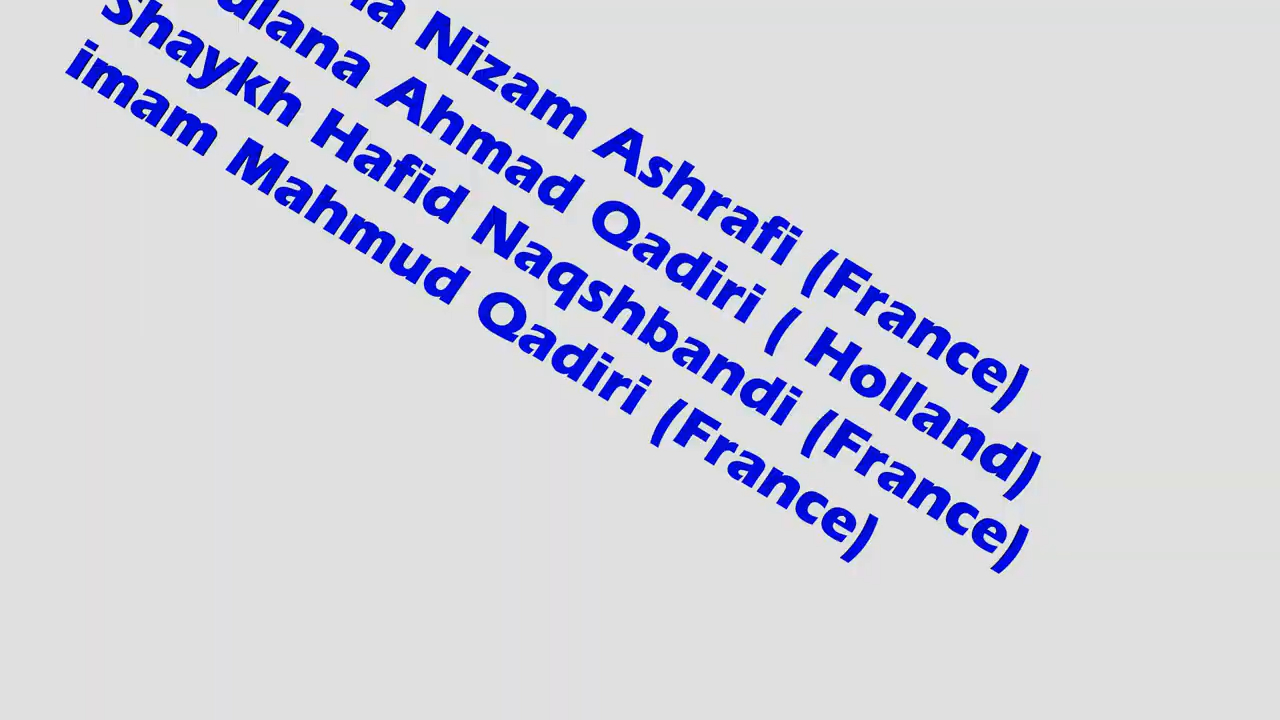 Nizam Ashrafi (France)
Ahmad Qadiri ( Holland)
Shaykh Hafid Naqshbandi (France)
imam Mahmud Qadiri (France)